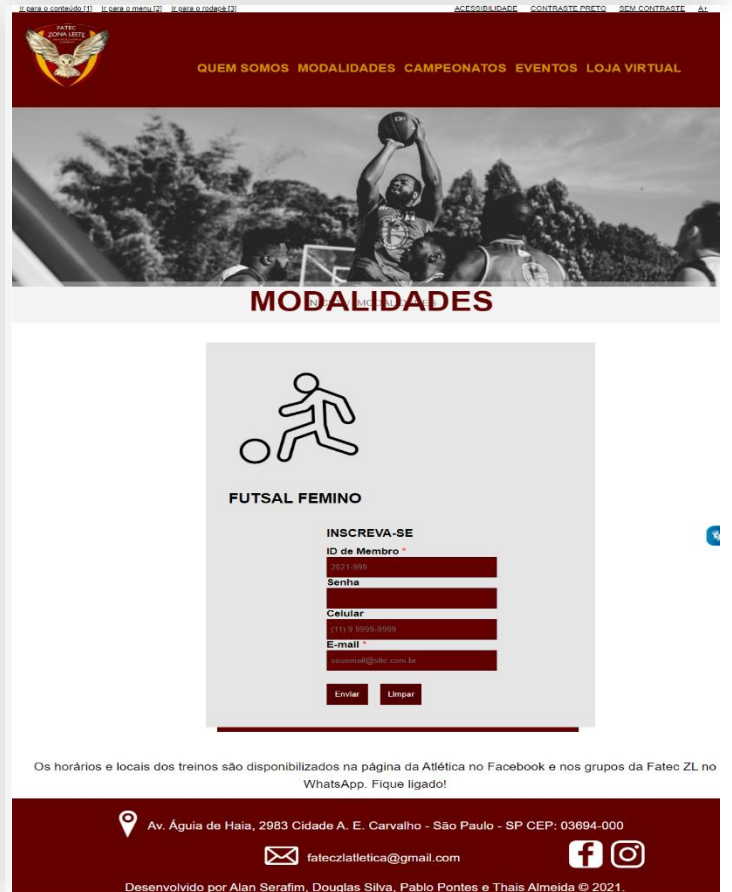 Ir para o conteúdo [1] Ir para o menu [2] Ir para o rodapé [3] ACESSIBILIDADE CONTRASTE PRETO SEM CONTRASTE A+
FATEC
ZONA LESTE
QUEM SOMOS MODALIDADES CAMPEONATOS EVENTOS LOJA VIRTUAL
MODALIDADES
FUTSAL FEMINO
INSCREVA-SE
ID de Membro *
2021-999
Senha
Celular
(11) 9 9999-9999
E-mail *
seuemail@site.com.br
Enviar Limpar
Os horários e locais dos treinos são disponibilizados na página da Atlética no Facebook e nos grupos da Fatec ZL no
WhatsApp. Fique ligado!
Av. Águia de Haia, 2983 Cidade A. E. Carvalho - São Paulo - SP CEP: 03694-000
fateczlatletica@gmail.com
Desenvolvido por Alan Serafim, Douglas Silva, Pablo Pontes e Thais Almeida © 2021.